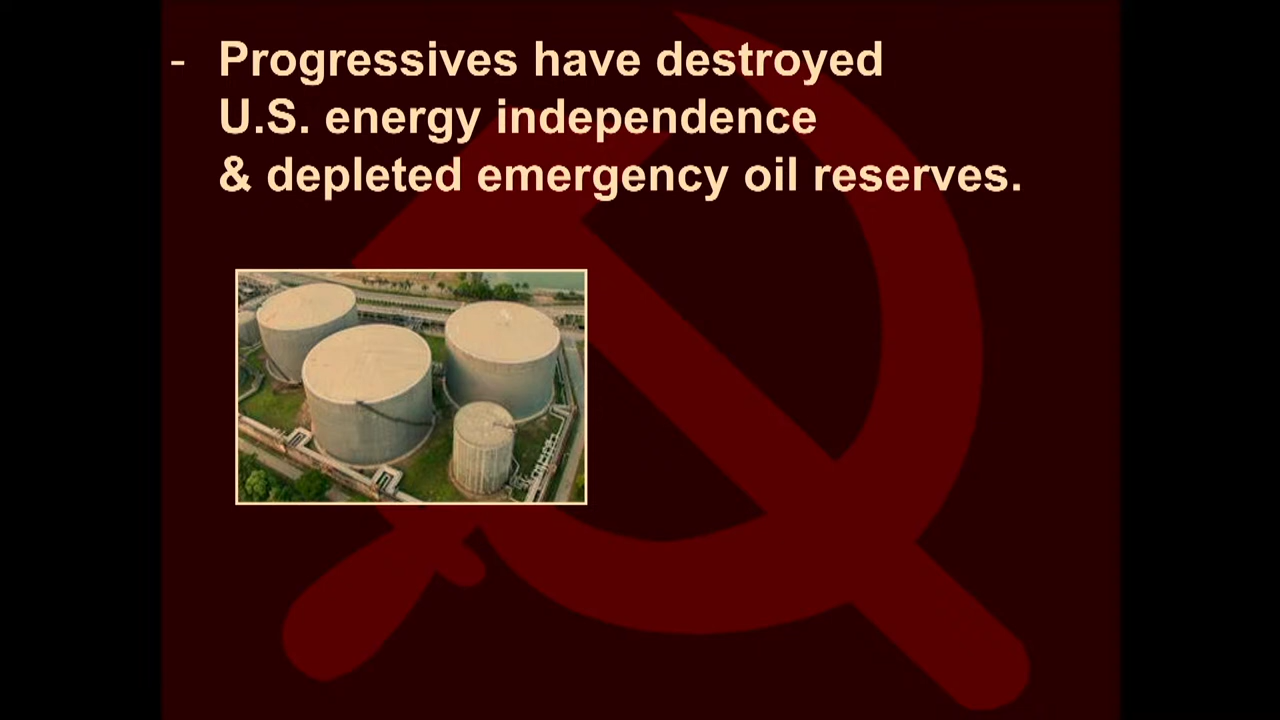 - Progressives have destroyed
U.S. energy independence
& depleted emergency oil reserves.